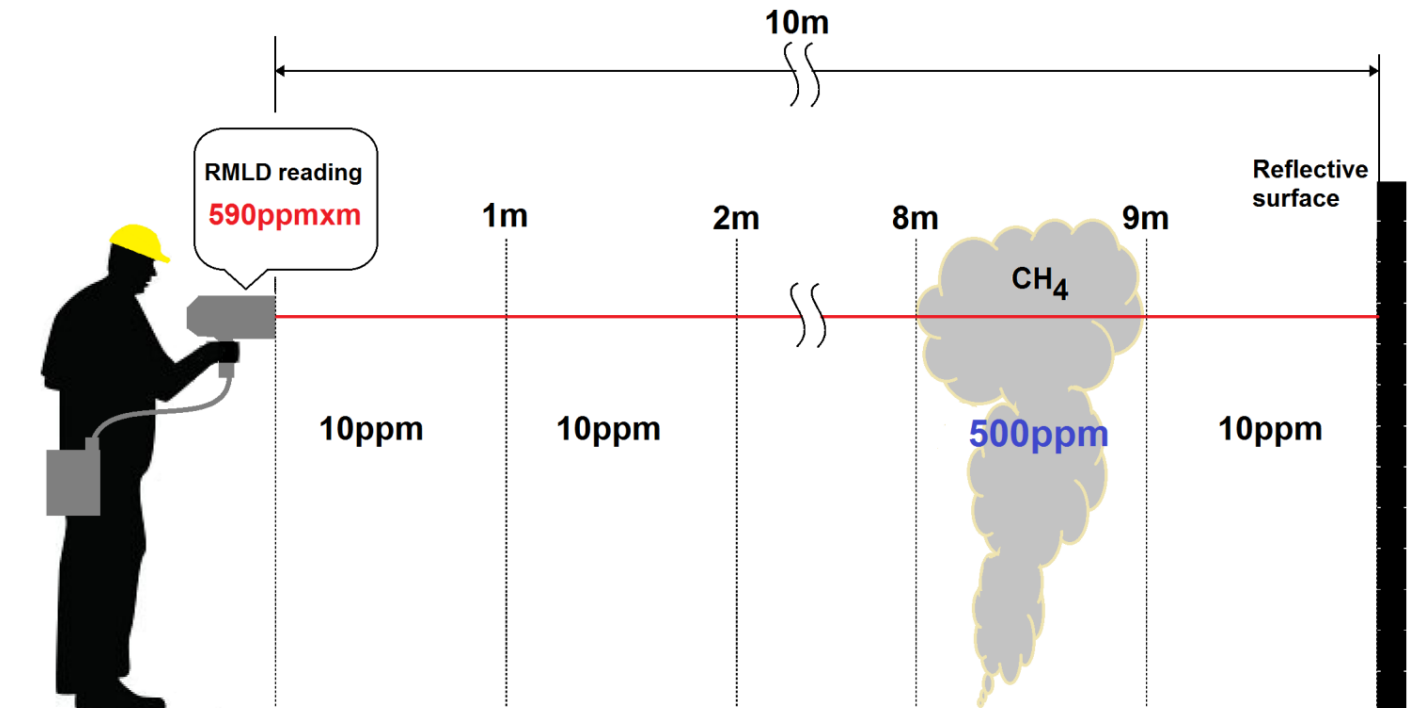 10m
RMLD reading
590ppmxm
Reflective
surface
1m
2m
8m
9m
CH4
10ppm
10ppm
500ppm
10ppm